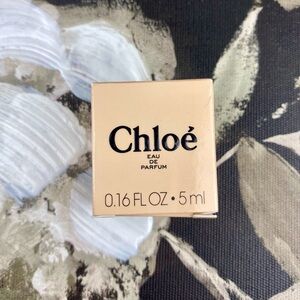 Chloé
EAU
DE
PARFUM
0.16 FL OZ • 5 ml